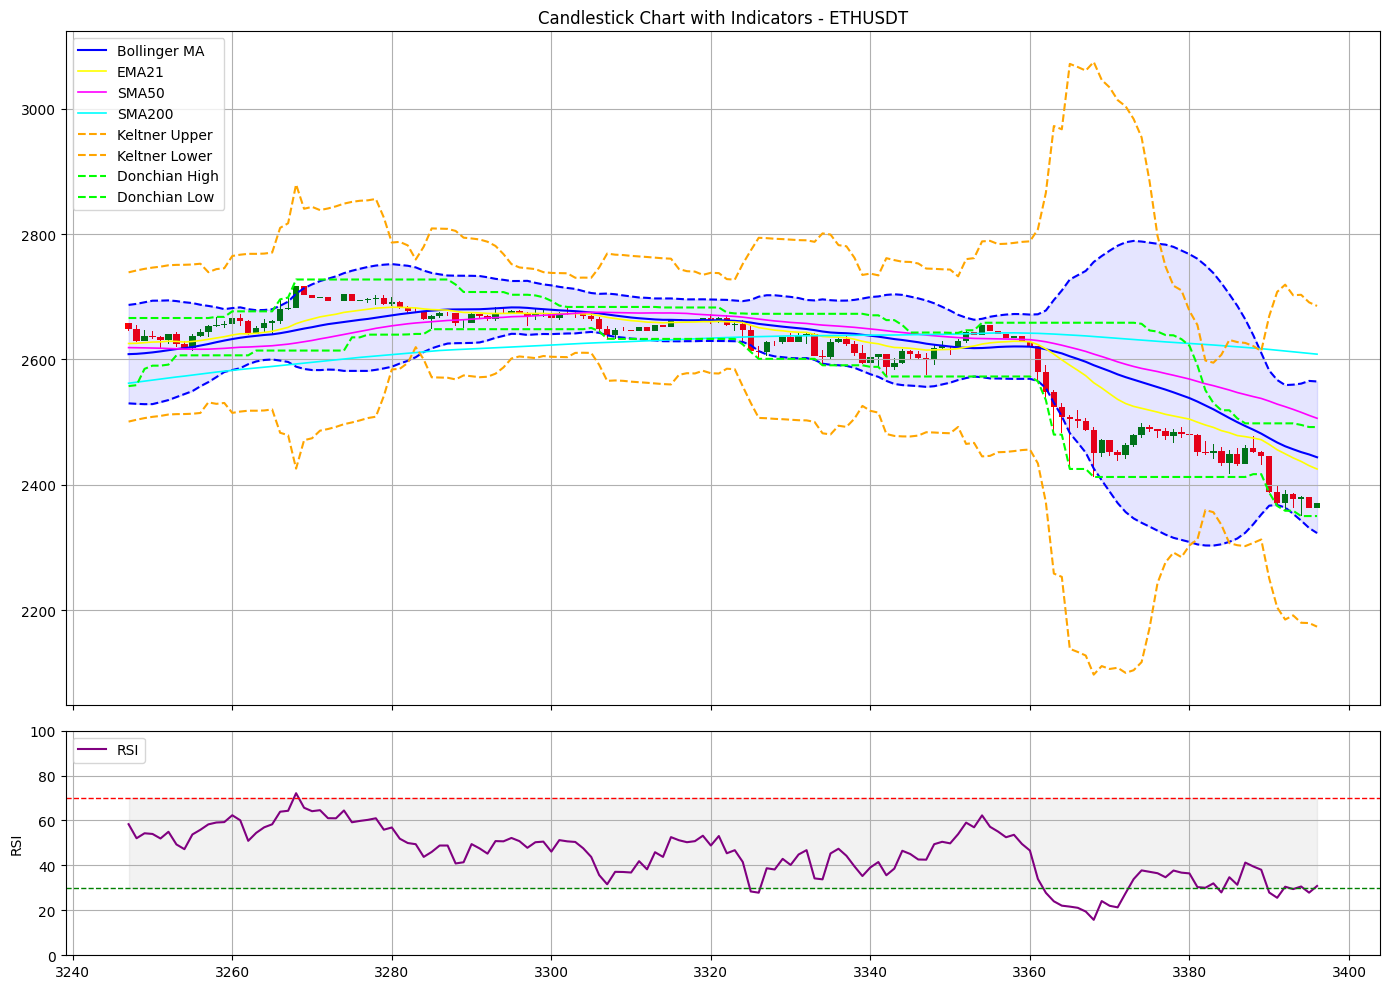 Candlestick Chart with Indicators - ETHUSDT
Bollinger MA
EMA21
SMA50
SMA200
Keltner Upper
Keltner Lower
Donchian High
Donchian Low
3000
2800
2600
2400
2200
RSI
100
80
60
40
20
0
RSI
3240
3260
3280
3300
3320
3340
3360
3380
3400